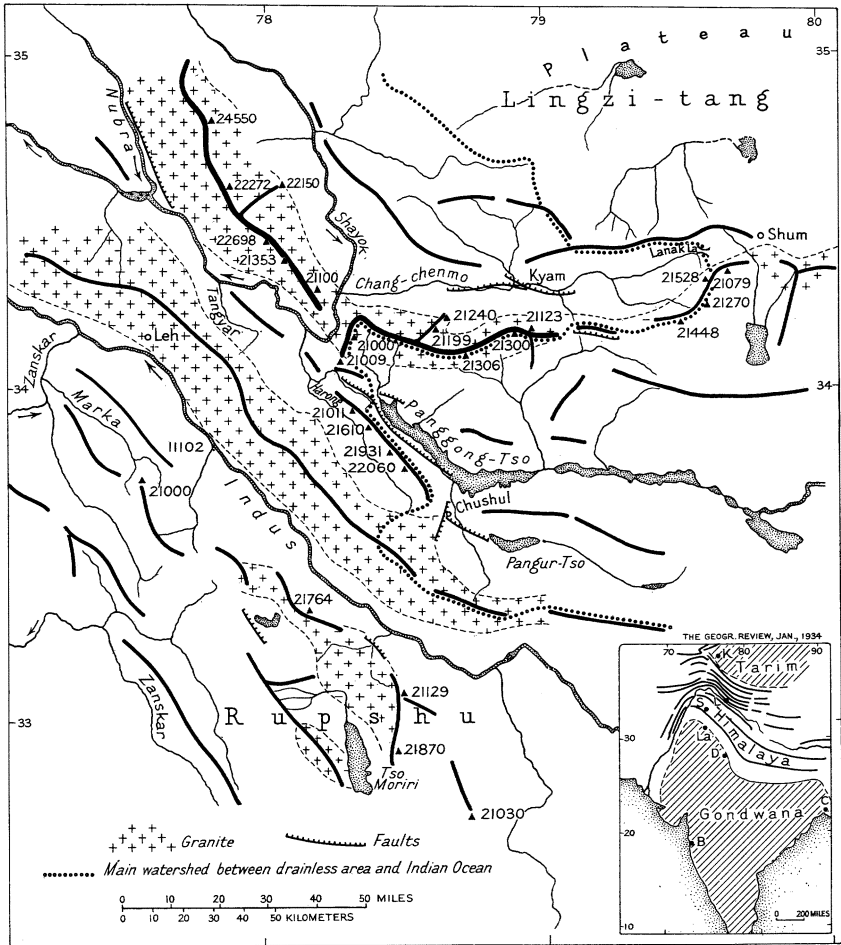 78
79
80
35
35
Plateau
Lingzi-tang
Nubra
24550
22272
22150
Shayok
22698
21353
21100
Shum
Lanak La
Chang-chenmo
Kyam
21528
21079
21270
21240
21123
21199
21300
21448
21000
21009
21306
Tangyar
Leh
Zanskar
34
34
Harong
Marka
21011
21610
Panggong-Tso
11102
21931
22060
21000
Indus
Chushul
Pangur-Tso
21764
Zanskar
33
Rupshu
21129
21870
Tso
Moriri
21030
THE GEOGR. REVIEW, JAN., 1934
70
80
90
K
Tarim
S
Himalaya
30
La
D
Gondwana
C
20
B
10
0 200 MILES
Granite
Faults
Main watershed between drainless area and Indian Ocean
0 10 20 30 40 50 MILES
0 10 20 30 40 50 KILOMETERS